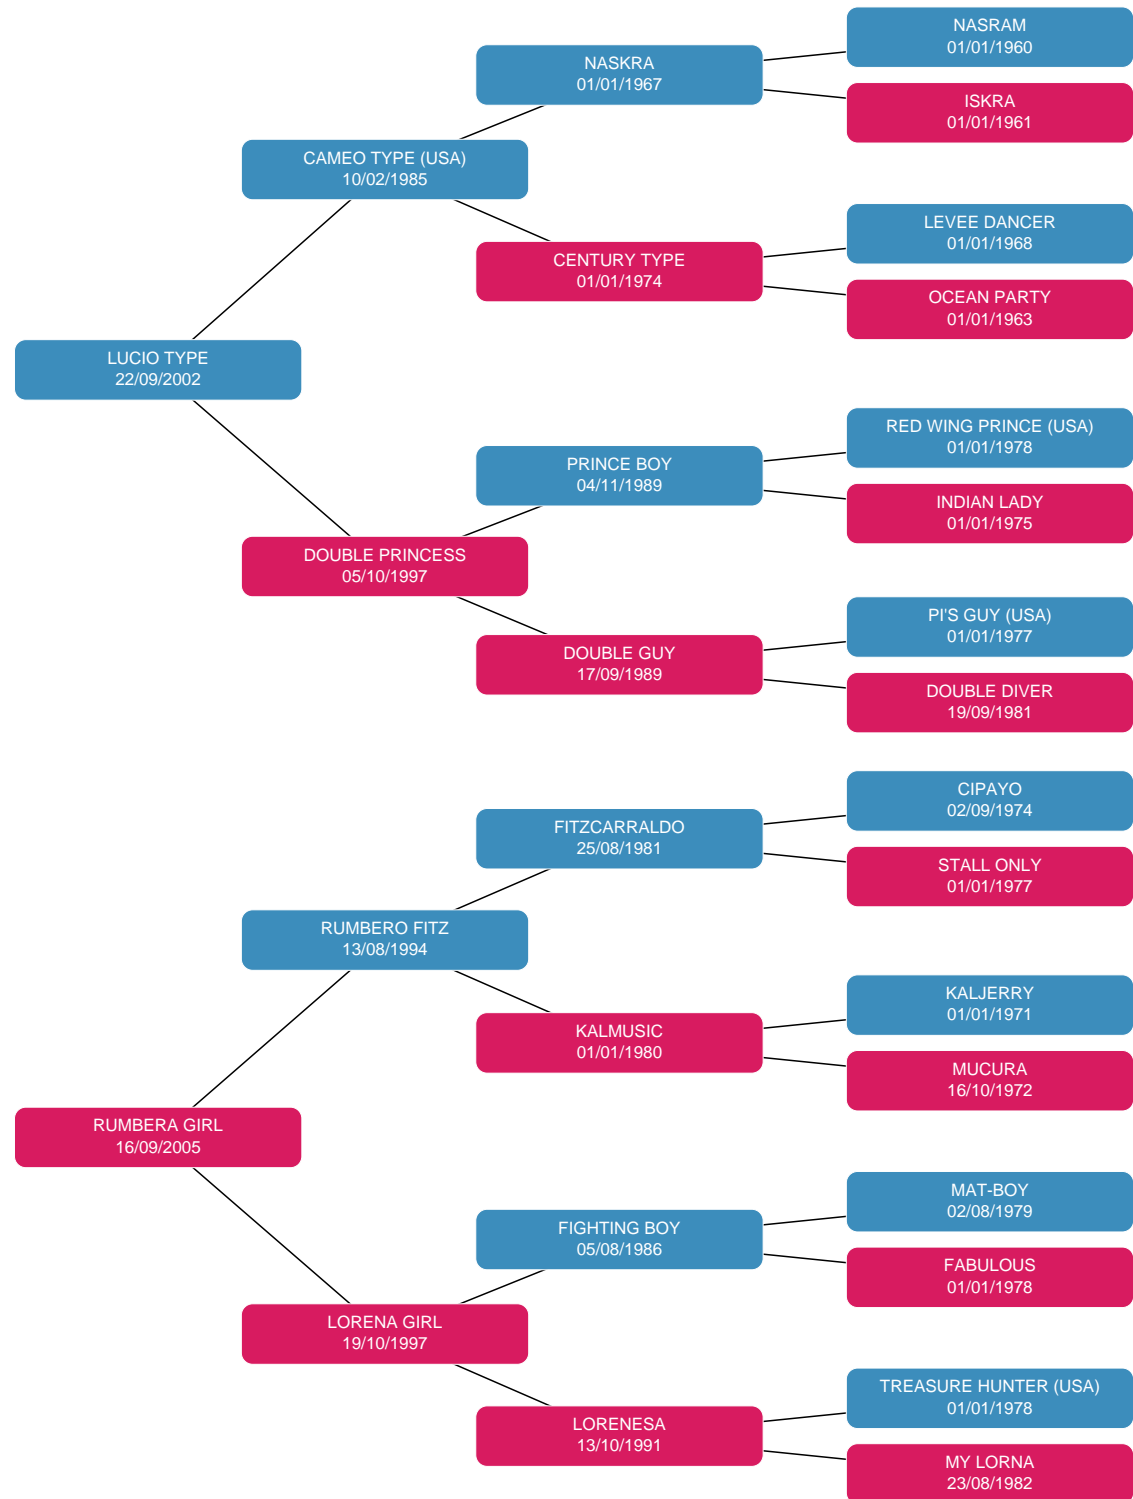 NASRAM
01/01/1960
NASKRA
01/01/1967
ISKRA
01/01/1961
CAMEO TYPE (USA)
10/02/1985
LEVEE DANCER
01/01/1968
CENTURY TYPE
01/01/1974
OCEAN PARTY
01/01/1963
LUCIO TYPE
22/09/2002
RED WING PRINCE (USA)
01/01/1978
PRINCE BOY
04/11/1989
INDIAN LADY
01/01/1975
DOUBLE PRINCESS
05/10/1997
PI'S GUY (USA)
01/01/1977
DOUBLE GUY
17/09/1989
DOUBLE DIVER
19/09/1981
CIPAYO
02/09/1974
FITZCARRALDO
25/08/1981
STALL ONLY
01/01/1977
RUMBERO FITZ
13/08/1994
KALJERRY
01/01/1971
KALMUSIC
01/01/1980
MUCURA
16/10/1972
RUMBERA GIRL
16/09/2005
MAT-BOY
02/08/1979
FIGHTING BOY
05/08/1986
FABULOUS
01/01/1978
LORENA GIRL
19/10/1997
TREASURE HUNTER (USA)
01/01/1978
LORENESA
13/10/1991
MY LORNA
23/08/1982